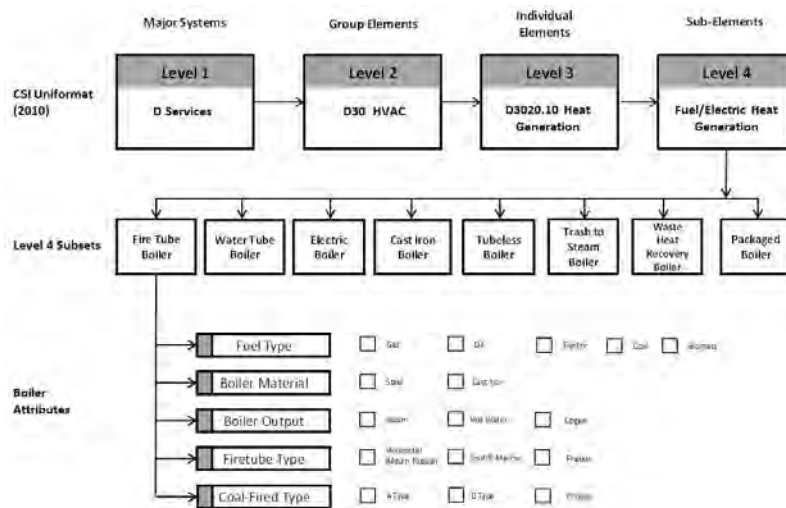 Major Systems
Group Elements
Individual
Elements
Sub-Elements
CSI Uniformat
(2010)
Level 1
D Services
Level 2
D30 HVAC
Level 3
D3020.10 Heat
Generation
Level 4
Fuel/Electric Heat
Generation
Level 4 Subsets
Fire Tube
Boiler
Water Tube
Boiler
Electric
Boiler
Cast Iron
Boiler
Tubeless
Boiler
Trash to
Steam
Boiler
Waste
Heat
Recovery
Boiler
Packaged
Boiler
Boiler
Attributes
Fuel Type
Gas
Oil
Coal
Biomass
Boiler Material
Steel
Cast Iron
Boiler Output
Steam
Hot Water
Firetube Type
Horizontal
Return Tubular
Scotch Marine
Firebox
Coal-Fired Type
A Type
D Type